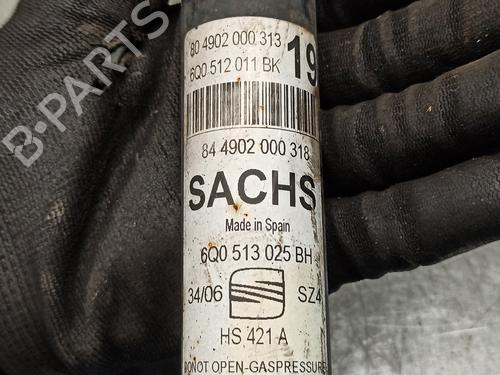 84 4902 000 313
19
6Q0 512 011 BK
84 4902 000 318
SACHS
Made in Spain
6Q0 513 025 BH
34/06
SZ4
HS 421 A
DO NOT OPEN-GASPRESSURE
B-PARTS